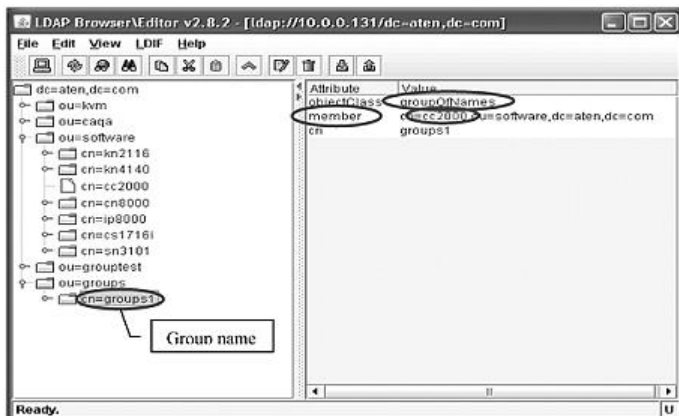 LDAP Browser\Editor v2.8.2 - [ldap://10.0.0.131/dc=aten,dc=com]
File Edit View LDIF Help
dc=aten,dc=com
ou=kvm
ou=caqa
ou=software
cn=kn2116
cn=kn4140
cn=cc2000
cn=cn8000
cn=ip8000
cn=cs1716i
cn=sn3101
ou=grouptest
ou=groups
cn=groups1
Group name
Attribute Value
objectClass groupOfNames
member cn=cc2000,ou=software,dc=aten,dc=com
cn groups1
Ready. U